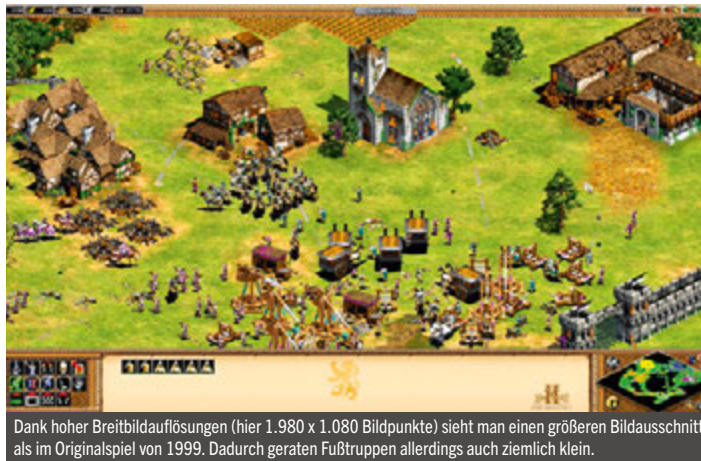 Dank hoher Breitbildauflösungen (hier 1.980 x 1.080 Bildpunkte) sieht man einen größeren Bildausschnitt
als im Originalspiel von 1999. Dadurch geraten Fußtruppen allerdings auch ziemlich klein.